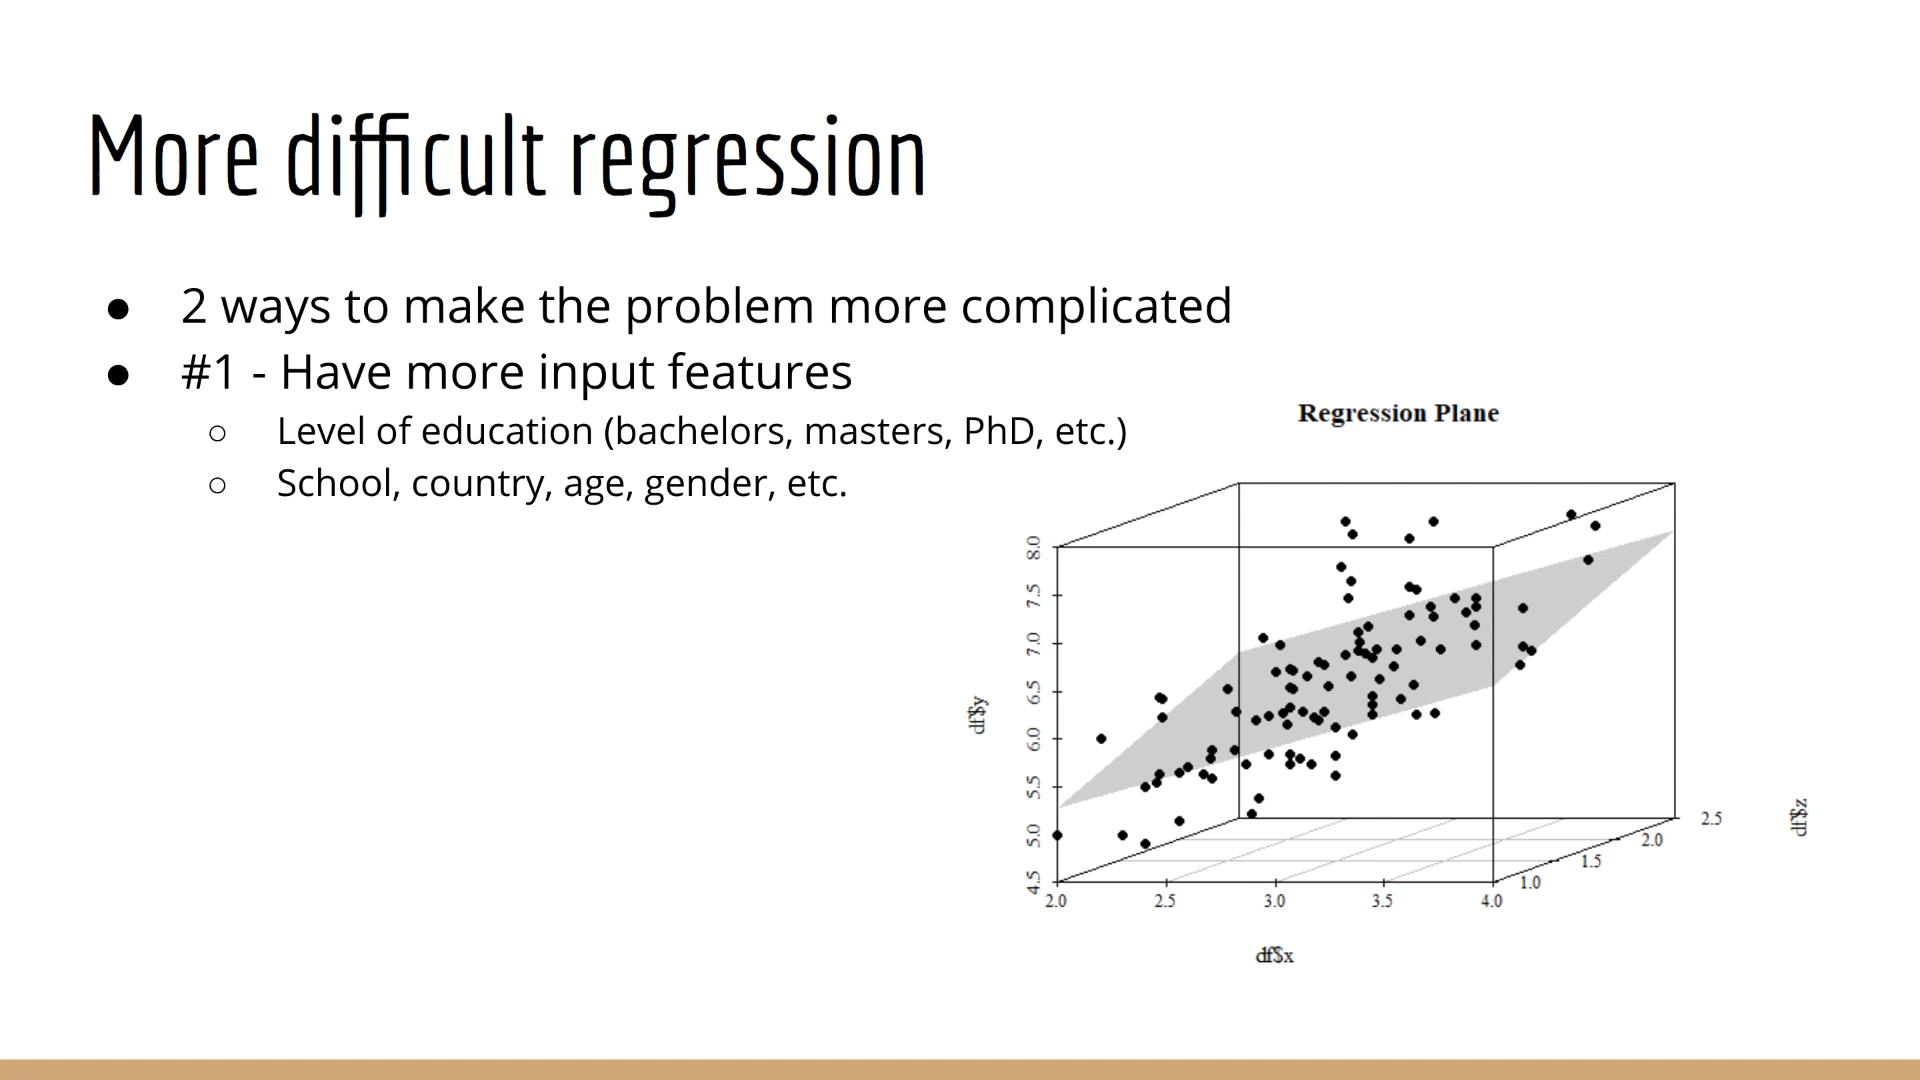 More difficult regression
● 2 ways to make the problem more complicated
● #1 - Have more input features
○ Level of education (bachelors, masters, PhD, etc.)
○ School, country, age, gender, etc.
Regression Plane
8.0
7.5
7.0
6.5
6.0
5.5
5.0
4.5
df$y
2.0 2.5 3.0 3.5 4.0
df$x
1.0
1.5
2.0
2.5
df$z